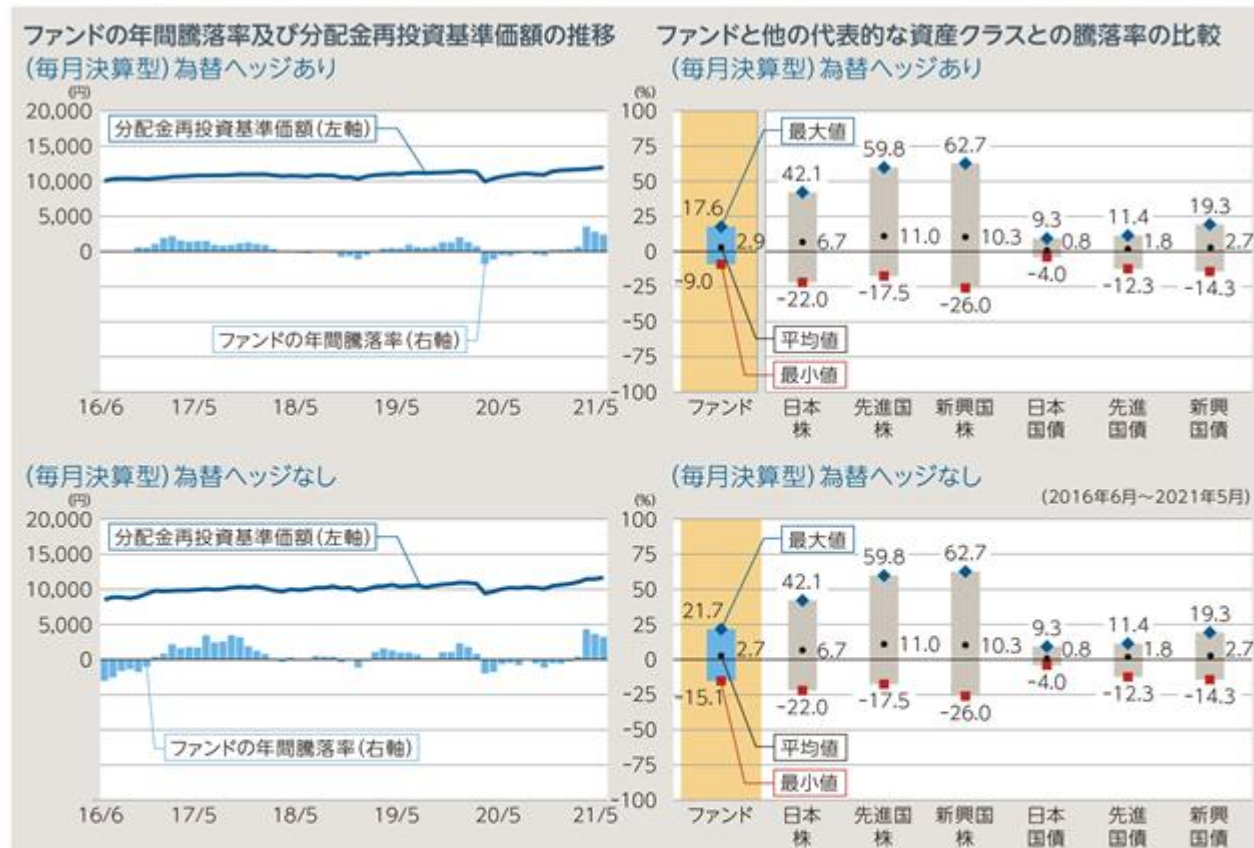 ファンドの年間騰落率及び分配金再投資基準価額の推移
(毎月決算型)為替ヘッジあり
(円)
20,000
15,000
10,000
5,000
0
分配金再投資基準価額(左軸)
ファンドの年間騰落率(右軸)
16/6 17/5 18/5 19/5 20/5 21/5
ファンドと他の代表的な資産クラスとの騰落率の比較
(毎月決算型)為替ヘッジあり
(%)
100
75
50
25
0
-25
-50
-75
-100
最大値
平均値
最小値
17.6 42.1 59.8 62.7 9.3 11.4 19.3
2.9 6.7 11.0 10.3 0.8 1.8 2.7
-9.0 -22.0 -17.5 -26.0 -4.0 -12.3 -14.3
ファンド 日本 先進国 新興国 日本 先進 新興
株 株 株 国債 国債 国債
(毎月決算型)為替ヘッジなし
(円)
20,000
15,000
10,000
5,000
0
分配金再投資基準価額(左軸)
ファンドの年間騰落率(右軸)
16/6 17/5 18/5 19/5 20/5 21/5
(毎月決算型)為替ヘッジなし
(2016年6月～2021年5月)
(%)
100
75
50
25
0
-25
-50
-75
-100
最大値
平均値
最小値
21.7 42.1 59.8 62.7 9.3 11.4 19.3
2.7 6.7 11.0 10.3 0.8 1.8 2.7
-15.1 -22.0 -17.5 -26.0 -4.0 -12.3 -14.3
ファンド 日本 先進国 新興国 日本 先進 新興
株 株 株 国債 国債 国債